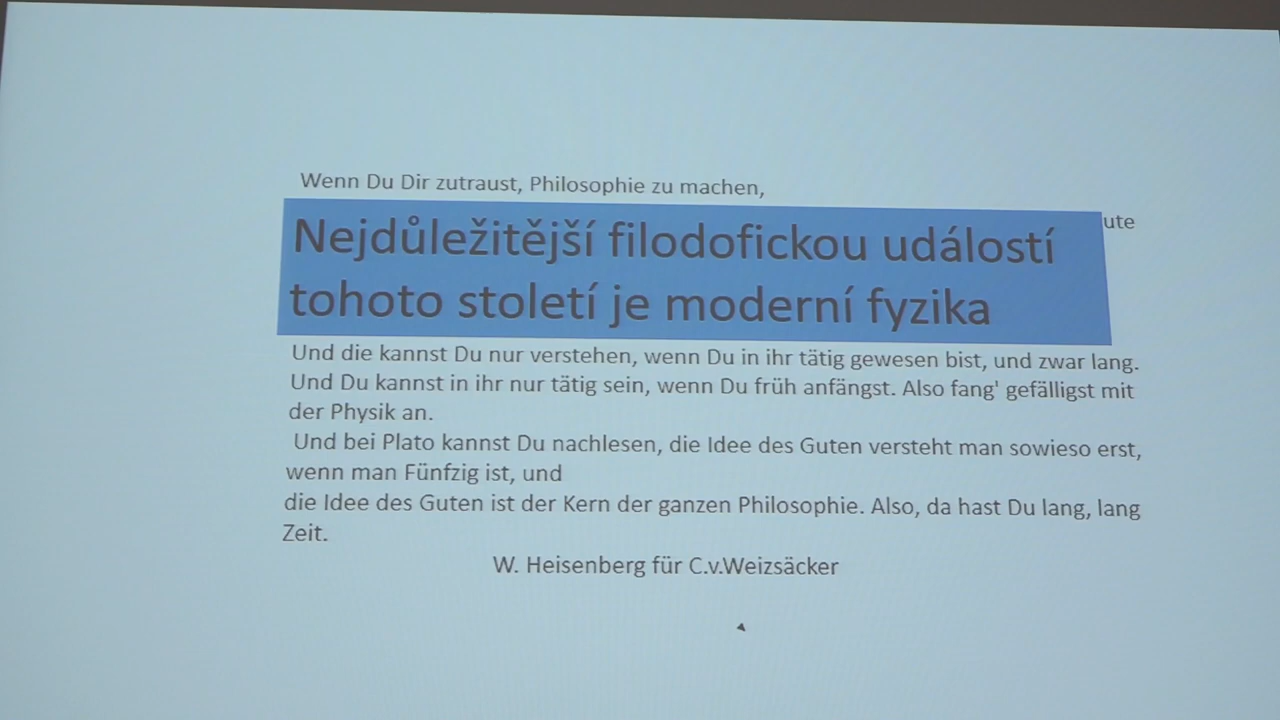 Wenn Du Dir zutraust, Philosophie zu machen,
ute
Nejdůležitější filodofickou událostí
tohoto století je moderní fyzika
Und die kannst Du nur verstehen, wenn Du in ihr tätig gewesen bist, und zwar lang.
Und Du kannst in ihr nur tätig sein, wenn Du früh anfängst. Also fang' gefälligst mit
der Physik an.
Und bei Plato kannst Du nachlesen, die Idee des Guten versteht man sowieso erst,
wenn man Fünfzig ist, und
die Idee des Guten ist der Kern der ganzen Philosophie. Also, da hast Du lang, lang
Zeit.
W. Heisenberg für C.v.Weizsäcker